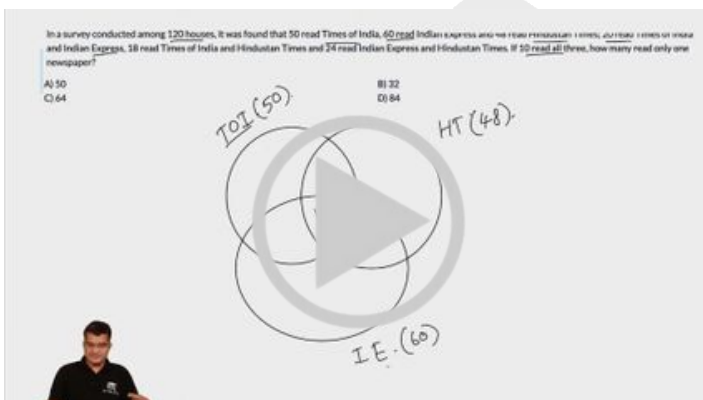 In a survey conducted among 120 houses, it was found that 50 read Times of India, 60 read Indian Express and 48 read Hindustan Times, 20 read Times of India
and Indian Express, 18 read Times of India and Hindustan Times and 24 read Indian Express and Hindustan Times. If 10 read all three, how many read only one
newspaper?
A) 50
B) 32
C) 64
D) 84
TOI (50)
HT (48).
I E. (60)